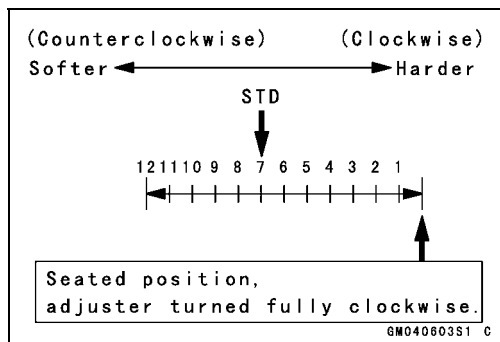 (Counterclockwise) (Clockwise)
Softer Harder
STD
12 11 10 9 8 7 6 5 4 3 2 1
Seated position,
adjuster turned fully clockwise.
GM040603S1 C